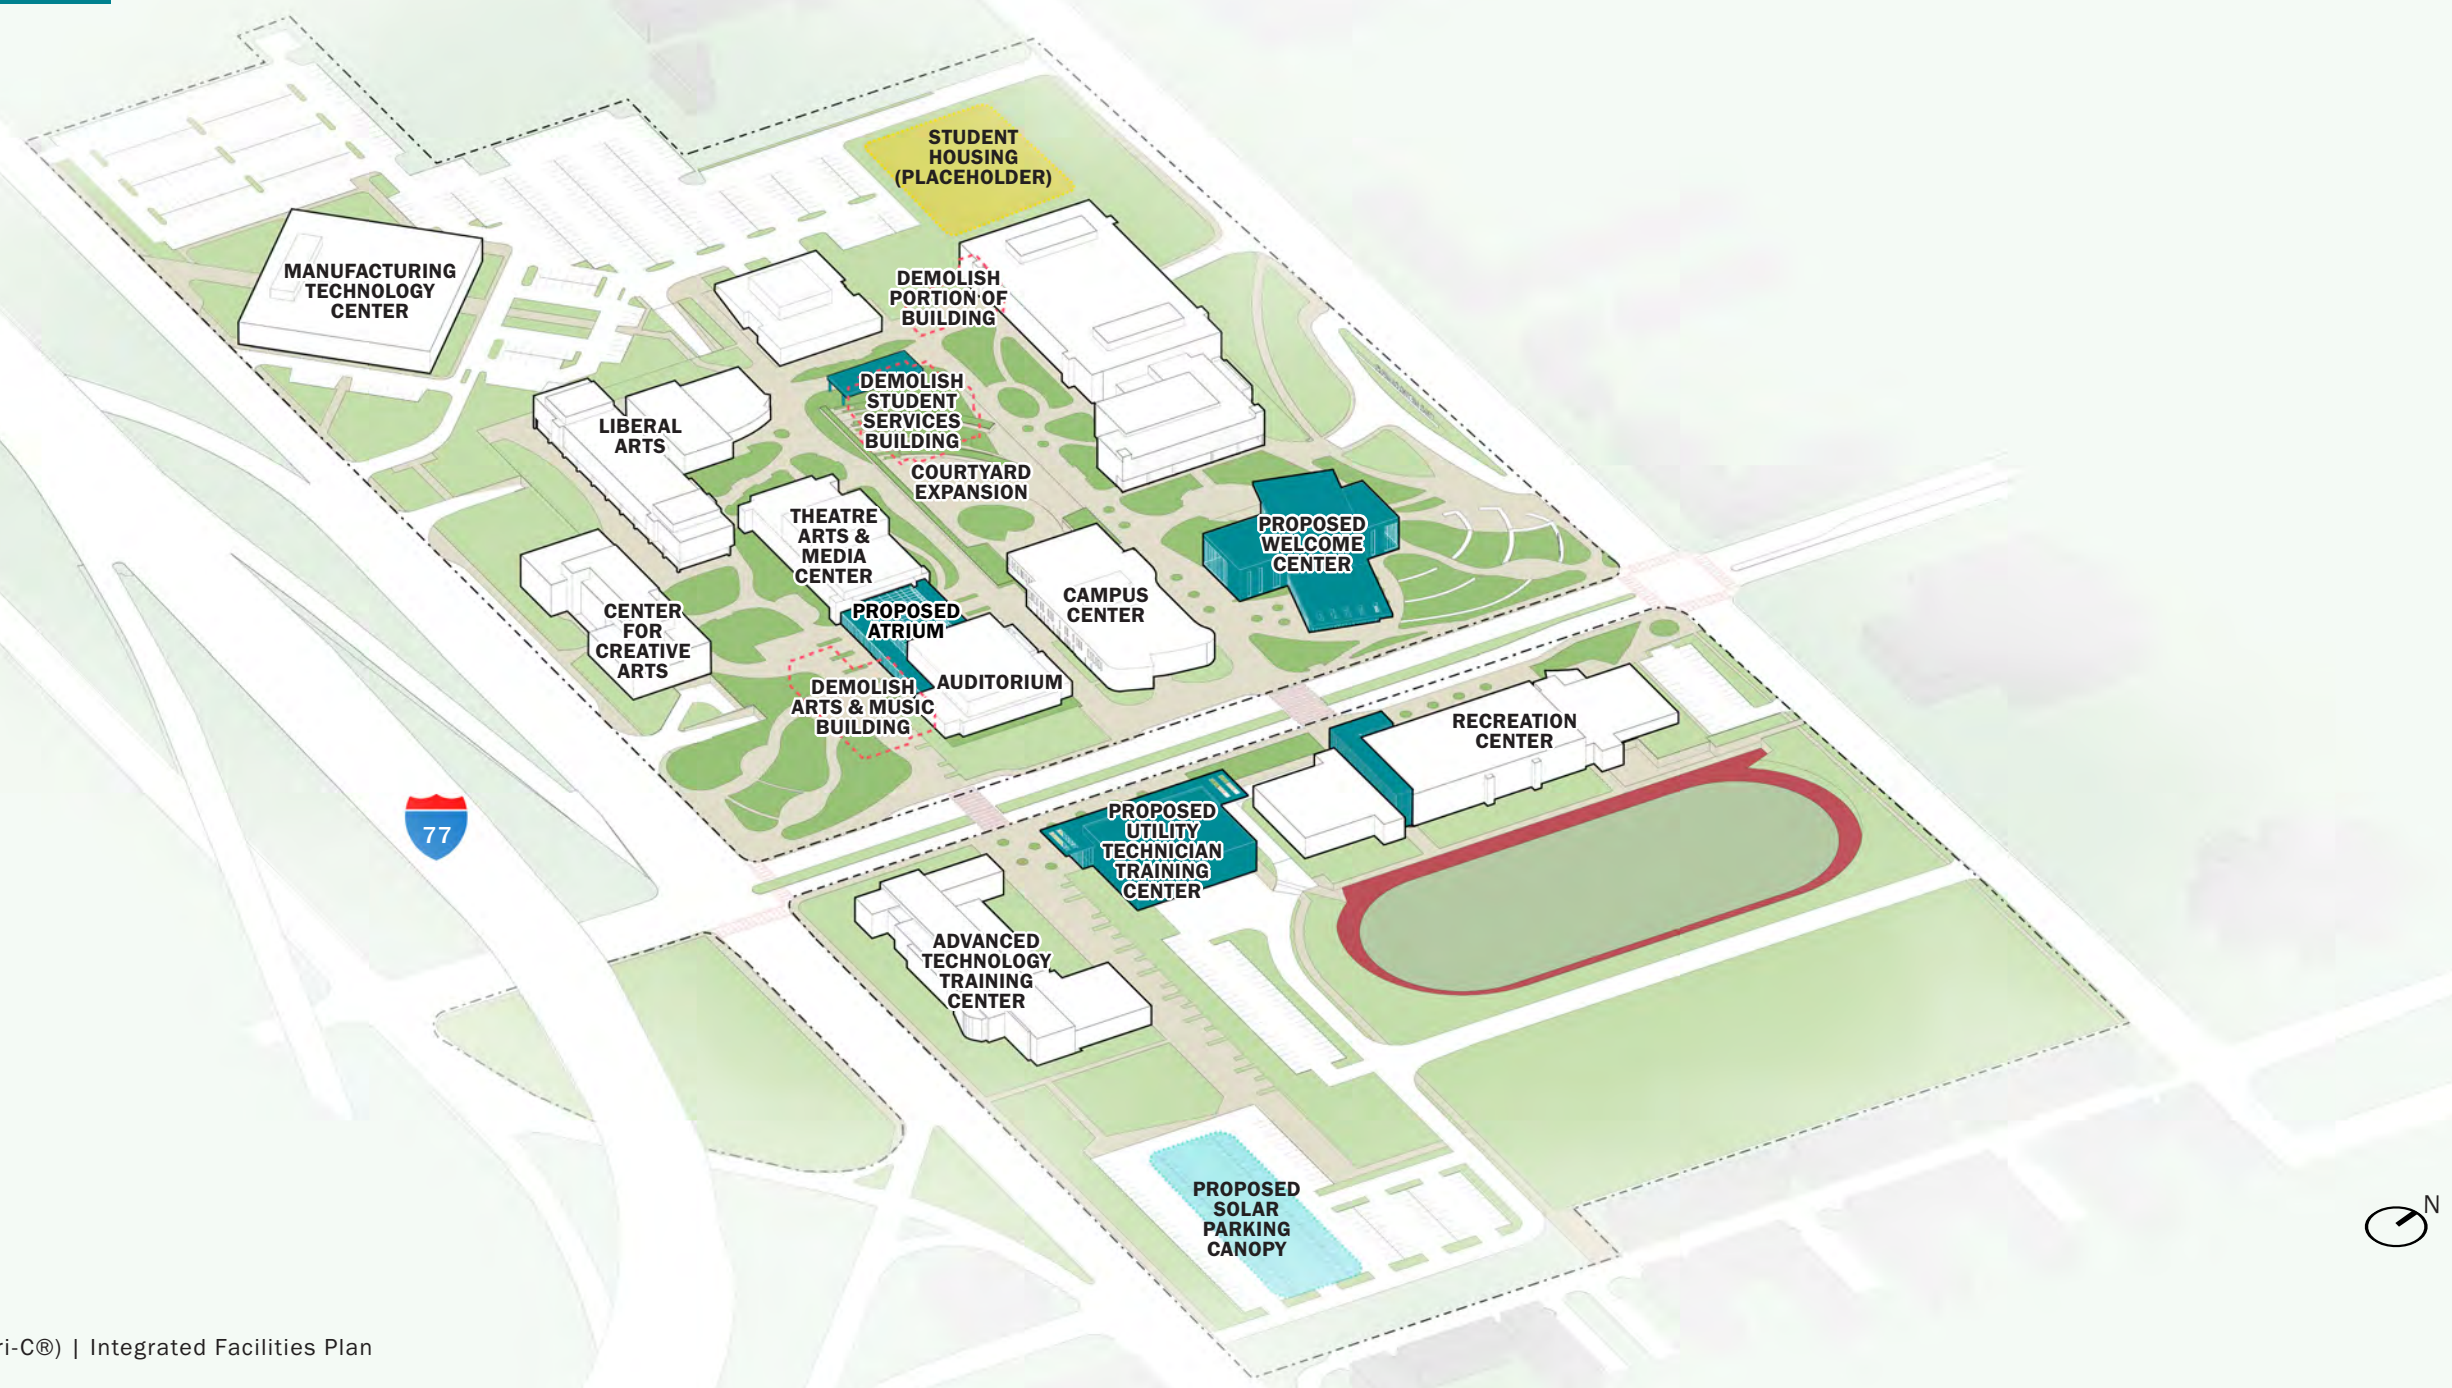 STUDENT
HOUSING
(PLACEHOLDER)
MANUFACTURING
TECHNOLOGY
CENTER
DEMOLISH
PORTION OF
BUILDING
DEMOLISH
STUDENT
SERVICES
BUILDING
LIBERAL
ARTS
COURTYARD
EXPANSION
THEATRE
ARTS &
MEDIA
CENTER
PROPOSED
WELCOME
CENTER
CENTER
FOR
CREATIVE
ARTS
PROPOSED
ATRIUM
CAMPUS
CENTER
AUDITORIUM
DEMOLISH
ARTS & MUSIC
BUILDING
RECREATION
CENTER
77
PROPOSED
UTILITY
TECHNICIAN
TRAINING
CENTER
ADVANCED
TECHNOLOGY
TRAINING
CENTER
PROPOSED
SOLAR
PARKING
CANOPY
N
ri-C®) | Integrated Facilities Plan